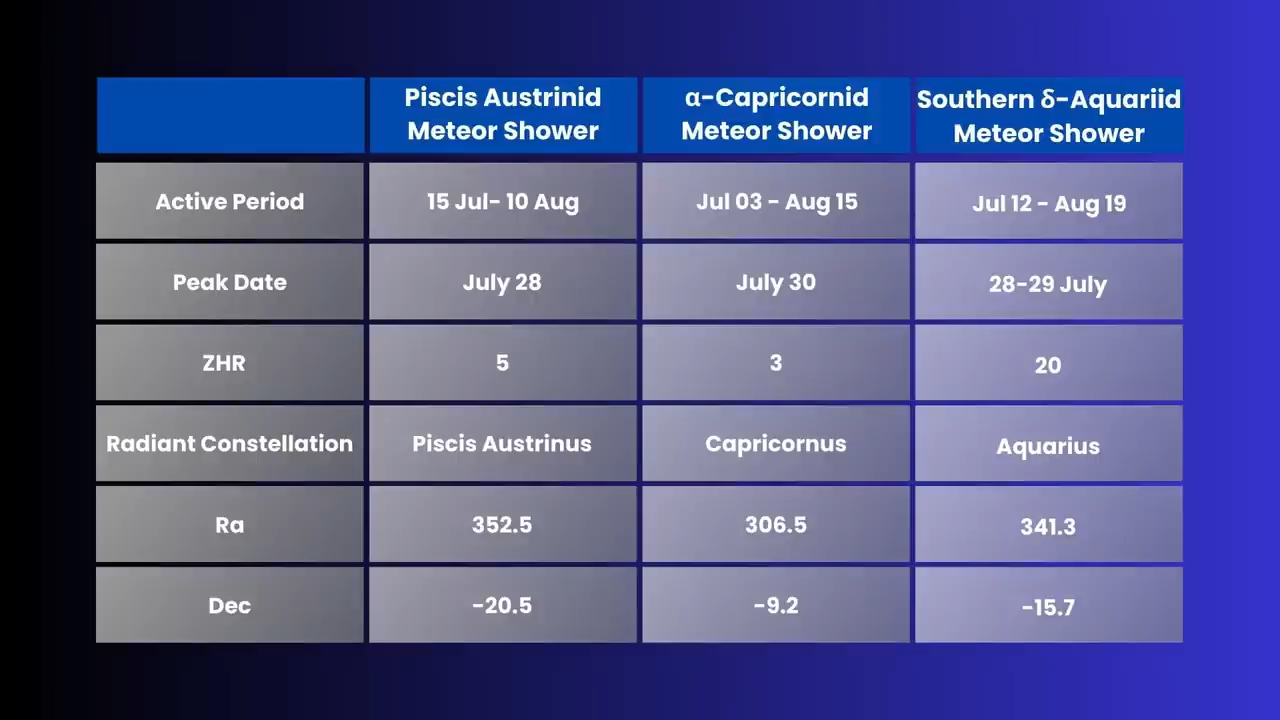 Piscis Austrinid
Meteor Shower
α-Capricornid
Meteor Shower
Southern δ-Aquariid
Meteor Shower
Active Period
15 Jul- 10 Aug
Jul 03 - Aug 15
Jul 12 - Aug 19
Peak Date
July 28
July 30
28-29 July
ZHR
5
3
20
Radiant Constellation
Piscis Austrinus
Capricornus
Aquarius
Ra
352.5
306.5
341.3
Dec
-20.5
-9.2
-15.7